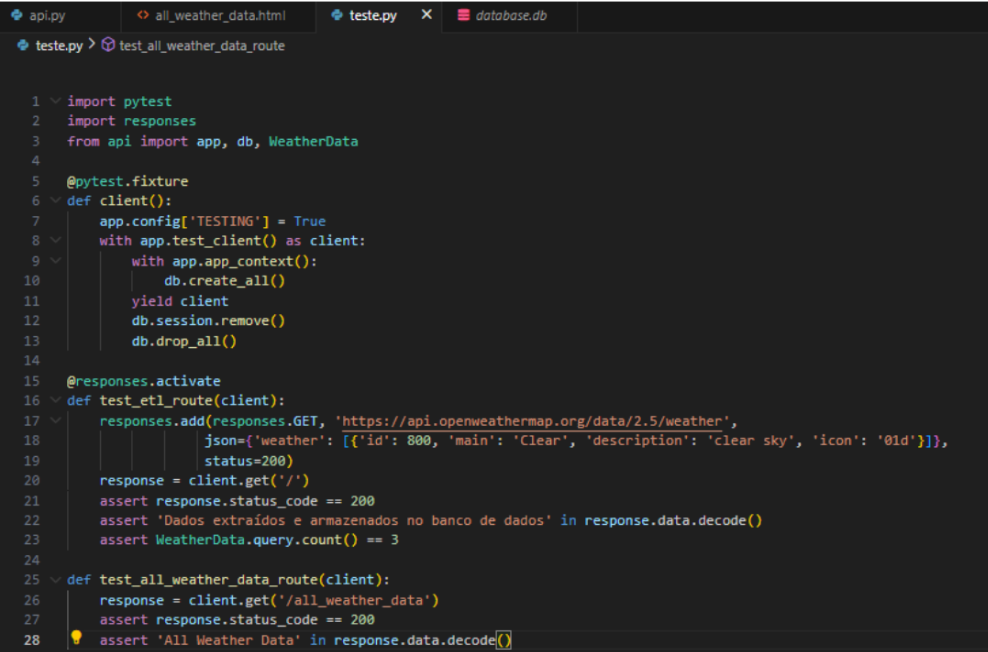 api.py all_weather_data.html teste.py × database.db
teste.py > test_all_weather_data_route
1 import pytest
2 import responses
3 from api import app, db, WeatherData
4
5 @pytest.fixture
6 def client():
7     app.config['TESTING'] = True
8     with app.test_client() as client:
9         with app.app_context():
10             db.create_all()
11         yield client
12         db.session.remove()
13         db.drop_all()
14
15 @responses.activate
16 def test_etl_route(client):
17     responses.add(responses.GET, 'https://api.openweathermap.org/data/2.5/weather',
18                   json={'weather': [{'id': 800, 'main': 'Clear', 'description': 'clear sky', 'icon': '01d'}]},
19                   status=200)
20     response = client.get('/')
21     assert response.status_code == 200
22     assert 'Dados extraídos e armazenados no banco de dados' in response.data.decode()
23     assert WeatherData.query.count() == 3
24
25 def test_all_weather_data_route(client):
26     response = client.get('/all_weather_data')
27     assert response.status_code == 200
28     assert 'All Weather Data' in response.data.decode()